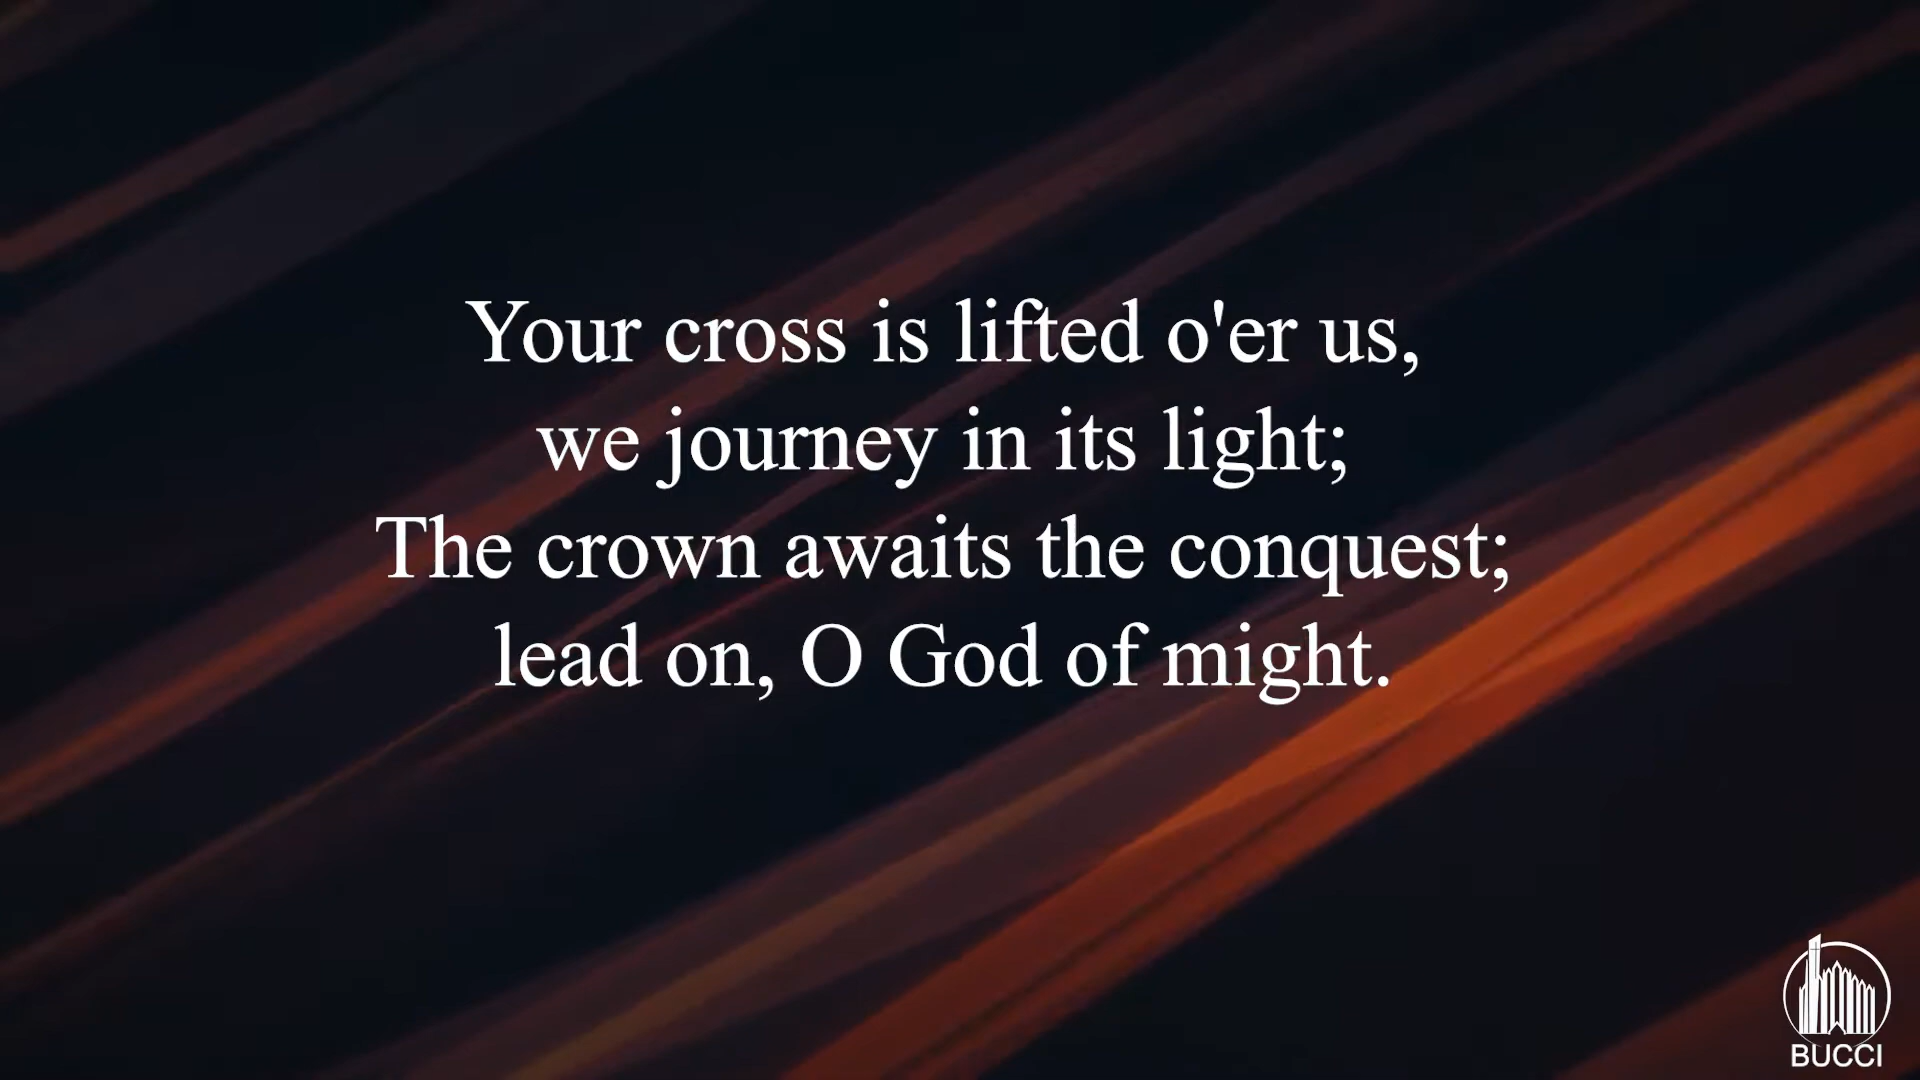 Your cross is lifted o'er us,
we journey in its light;
The crown awaits the conquest;
lead on, O God of might.
BUCCI